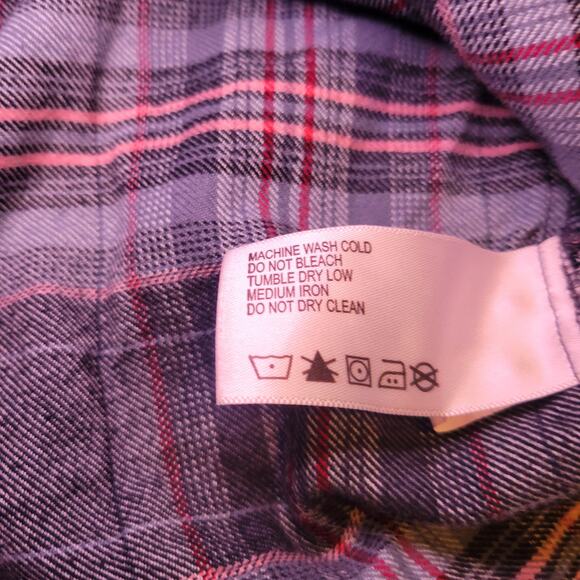 MACHINE WASH COLD
DO NOT BLEACH
TUMBLE DRY LOW
MEDIUM IRON
DO NOT DRY CLEAN